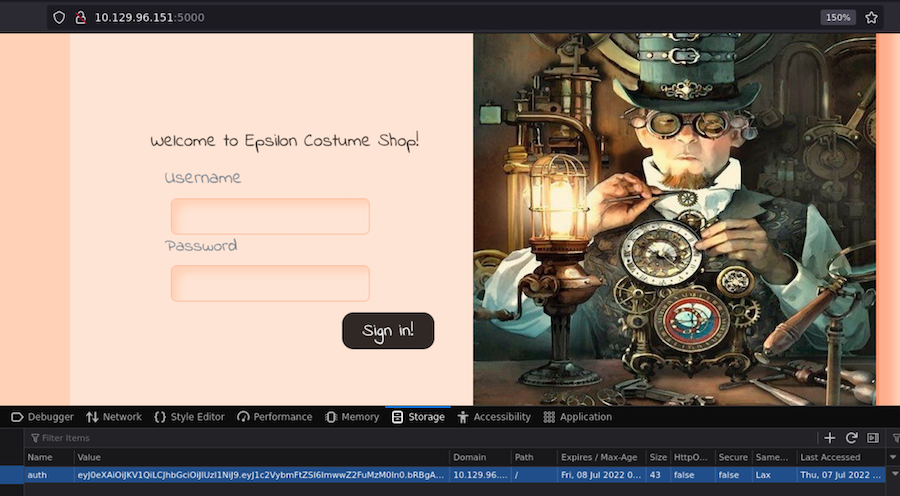 10.129.96.151:5000
150%
Welcome to Epsilon Costume Shop!
Username
Password
Sign in!
Debugger Network Style Editor Performance Memory Storage Accessibility Application
Filter Items
Name Value Domain Path Expires / Max-Age Size HttpO... Secure Same... Last Accessed
auth eyJ0eXAiOiJKV1QiLCJhbGciOiJIUzI1NiJ9.eyJ1c2VybmFtZSI6ImwwZ2FuMzM0In0.bRBgA... 10.129.96.... / Fri, 08 Jul 2022 0... 43 false false Lax Thu, 07 Jul 2022 ...